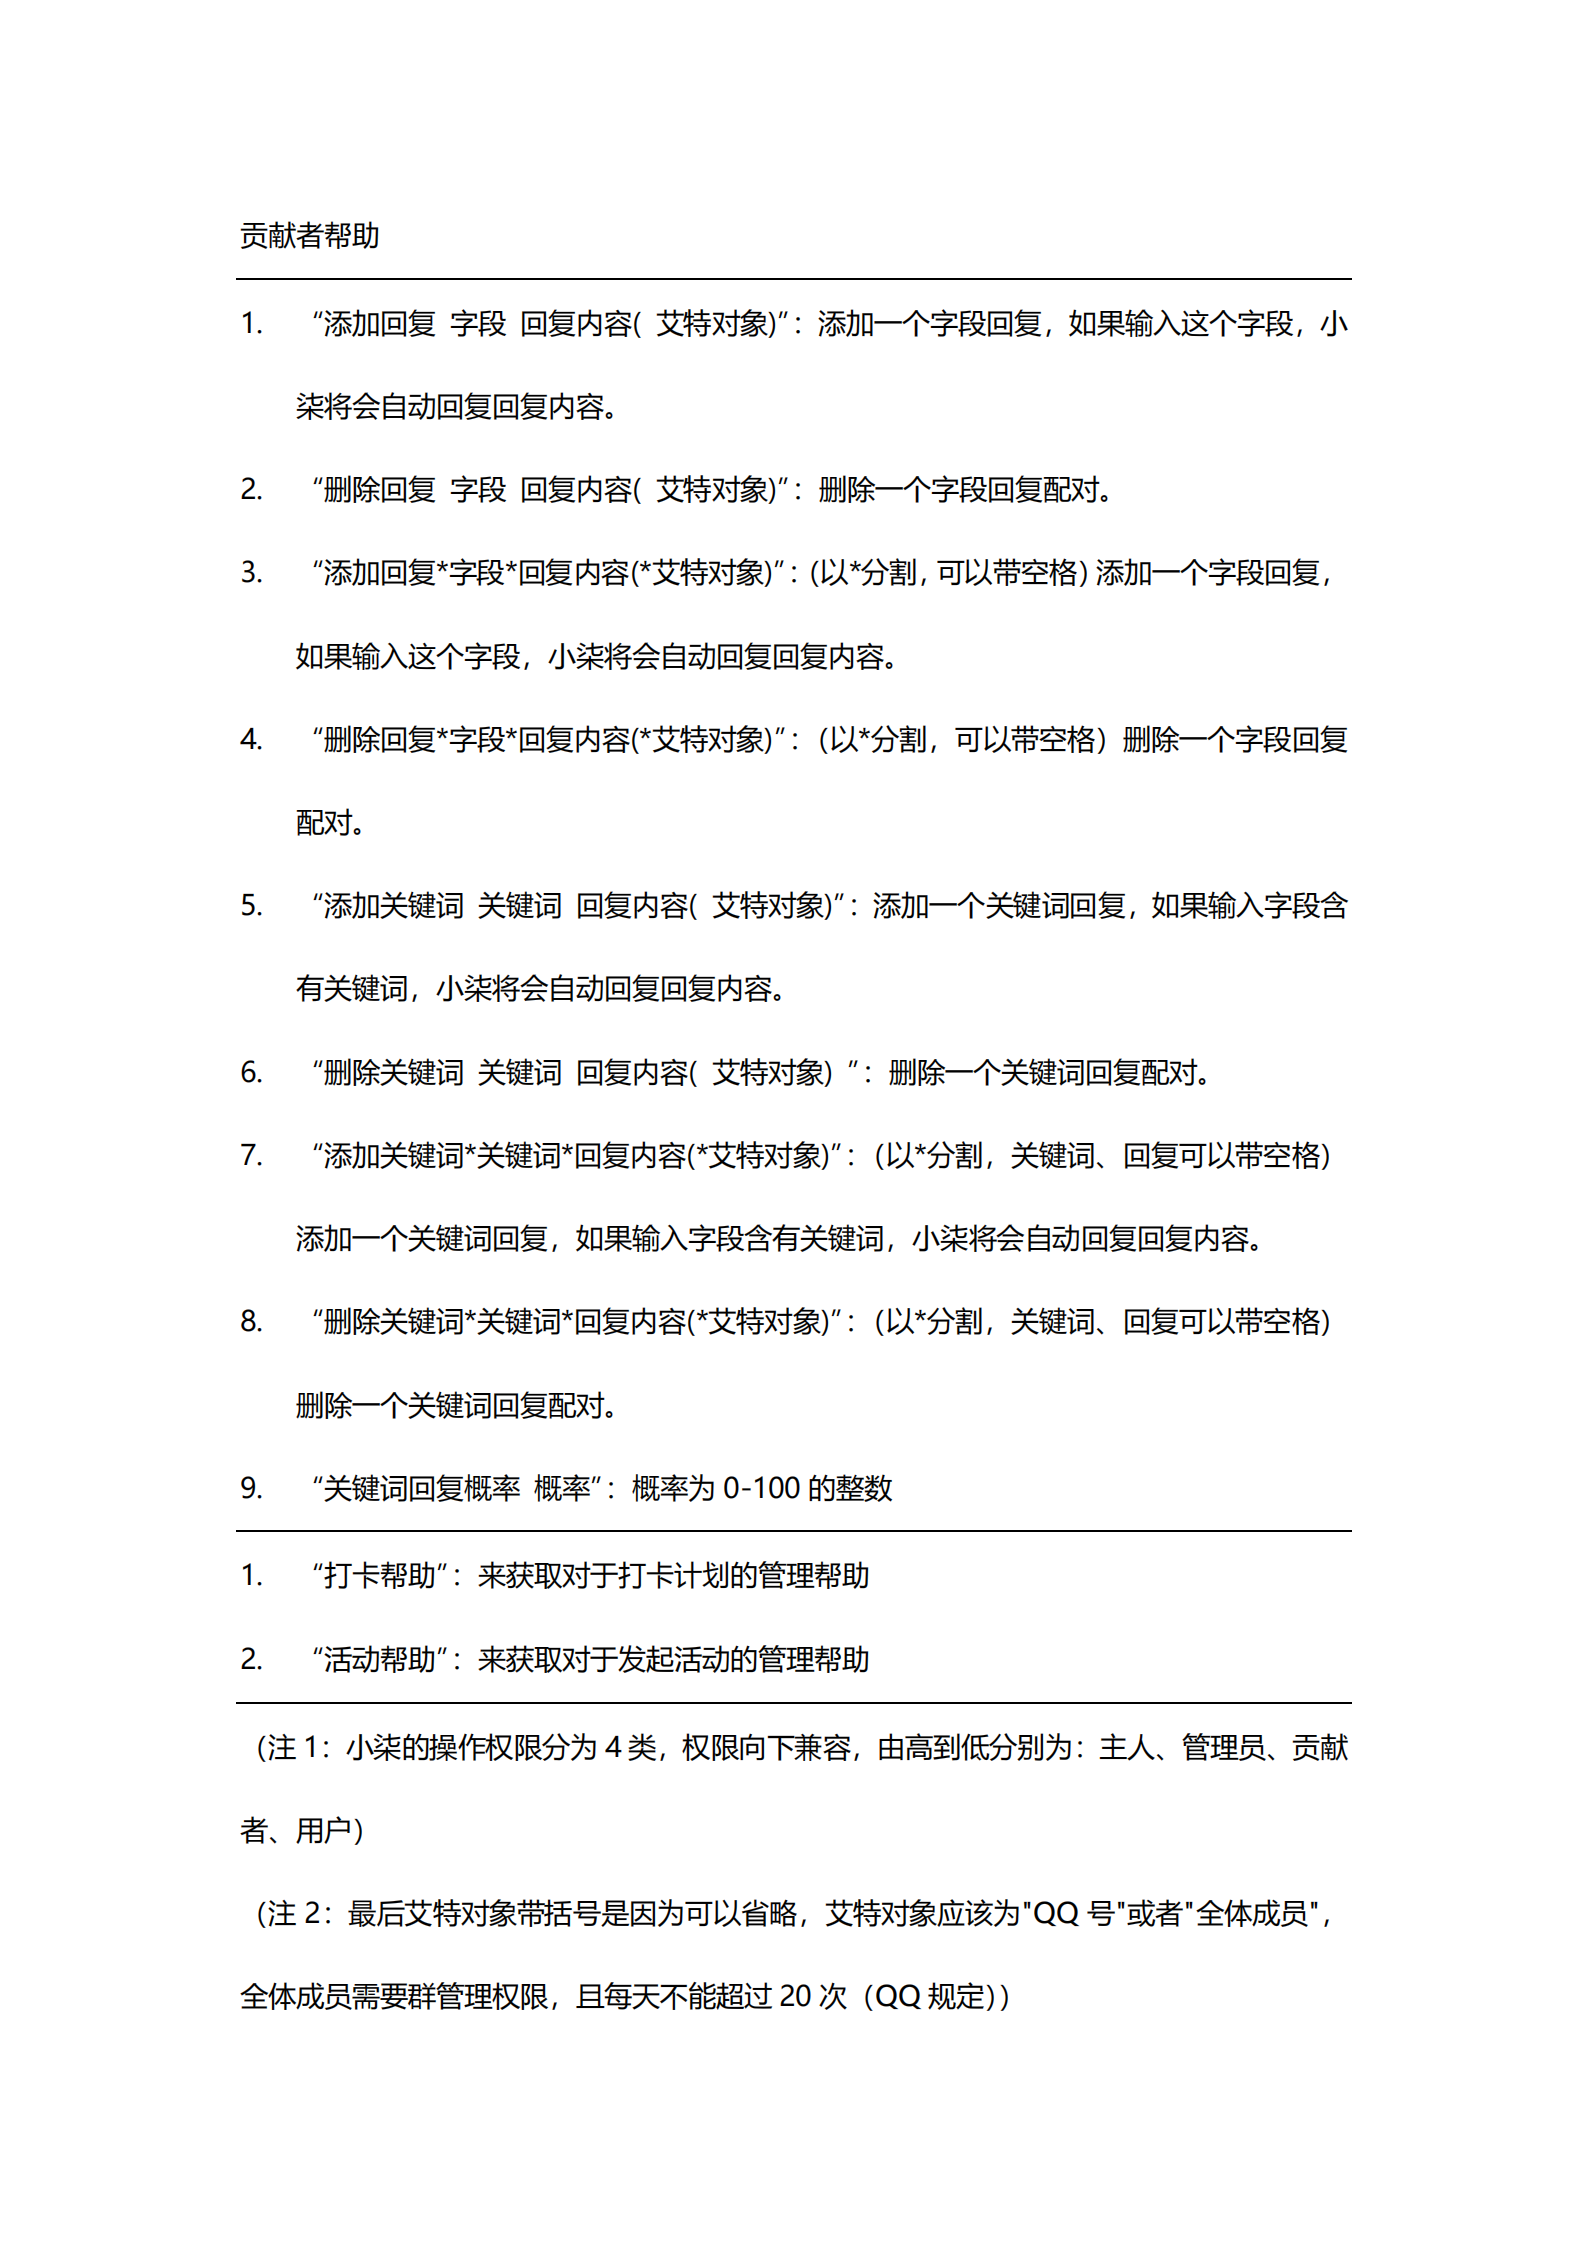 贡献者帮助
1. “添加回复 字段 回复内容( 艾特对象)”：添加一个字段回复，如果输入这个字段，小
柒将会自动回复回复内容。
2. “删除回复 字段 回复内容( 艾特对象)”：删除一个字段回复配对。
3. “添加回复*字段*回复内容(*艾特对象)”：（以*分割，可以带空格）添加一个字段回复，
如果输入这个字段，小柒将会自动回复回复内容。
4. “删除回复*字段*回复内容(*艾特对象)”：（以*分割，可以带空格）删除一个字段回复
配对。
5. “添加关键词 关键词 回复内容( 艾特对象)”：添加一个关键词回复，如果输入字段含
有关键词，小柒将会自动回复回复内容。
6. “删除关键词 关键词 回复内容( 艾特对象) ”：删除一个关键词回复配对。
7. “添加关键词*关键词*回复内容(*艾特对象)”：（以*分割，关键词、回复可以带空格）
添加一个关键词回复，如果输入字段含有关键词，小柒将会自动回复回复内容。
8. “删除关键词*关键词*回复内容(*艾特对象)”：（以*分割，关键词、回复可以带空格）
删除一个关键词回复配对。
9. “关键词回复概率 概率”：概率为 0-100 的整数
1. “打卡帮助”：来获取对于打卡计划的管理帮助
2. “活动帮助”：来获取对于发起活动的管理帮助
（注 1：小柒的操作权限分为 4 类，权限向下兼容，由高到低分别为：主人、管理员、贡献
者、用户）
（注 2：最后艾特对象带括号是因为可以省略，艾特对象应该为"QQ 号"或者"全体成员"，
全体成员需要群管理权限，且每天不能超过 20 次（QQ 规定））